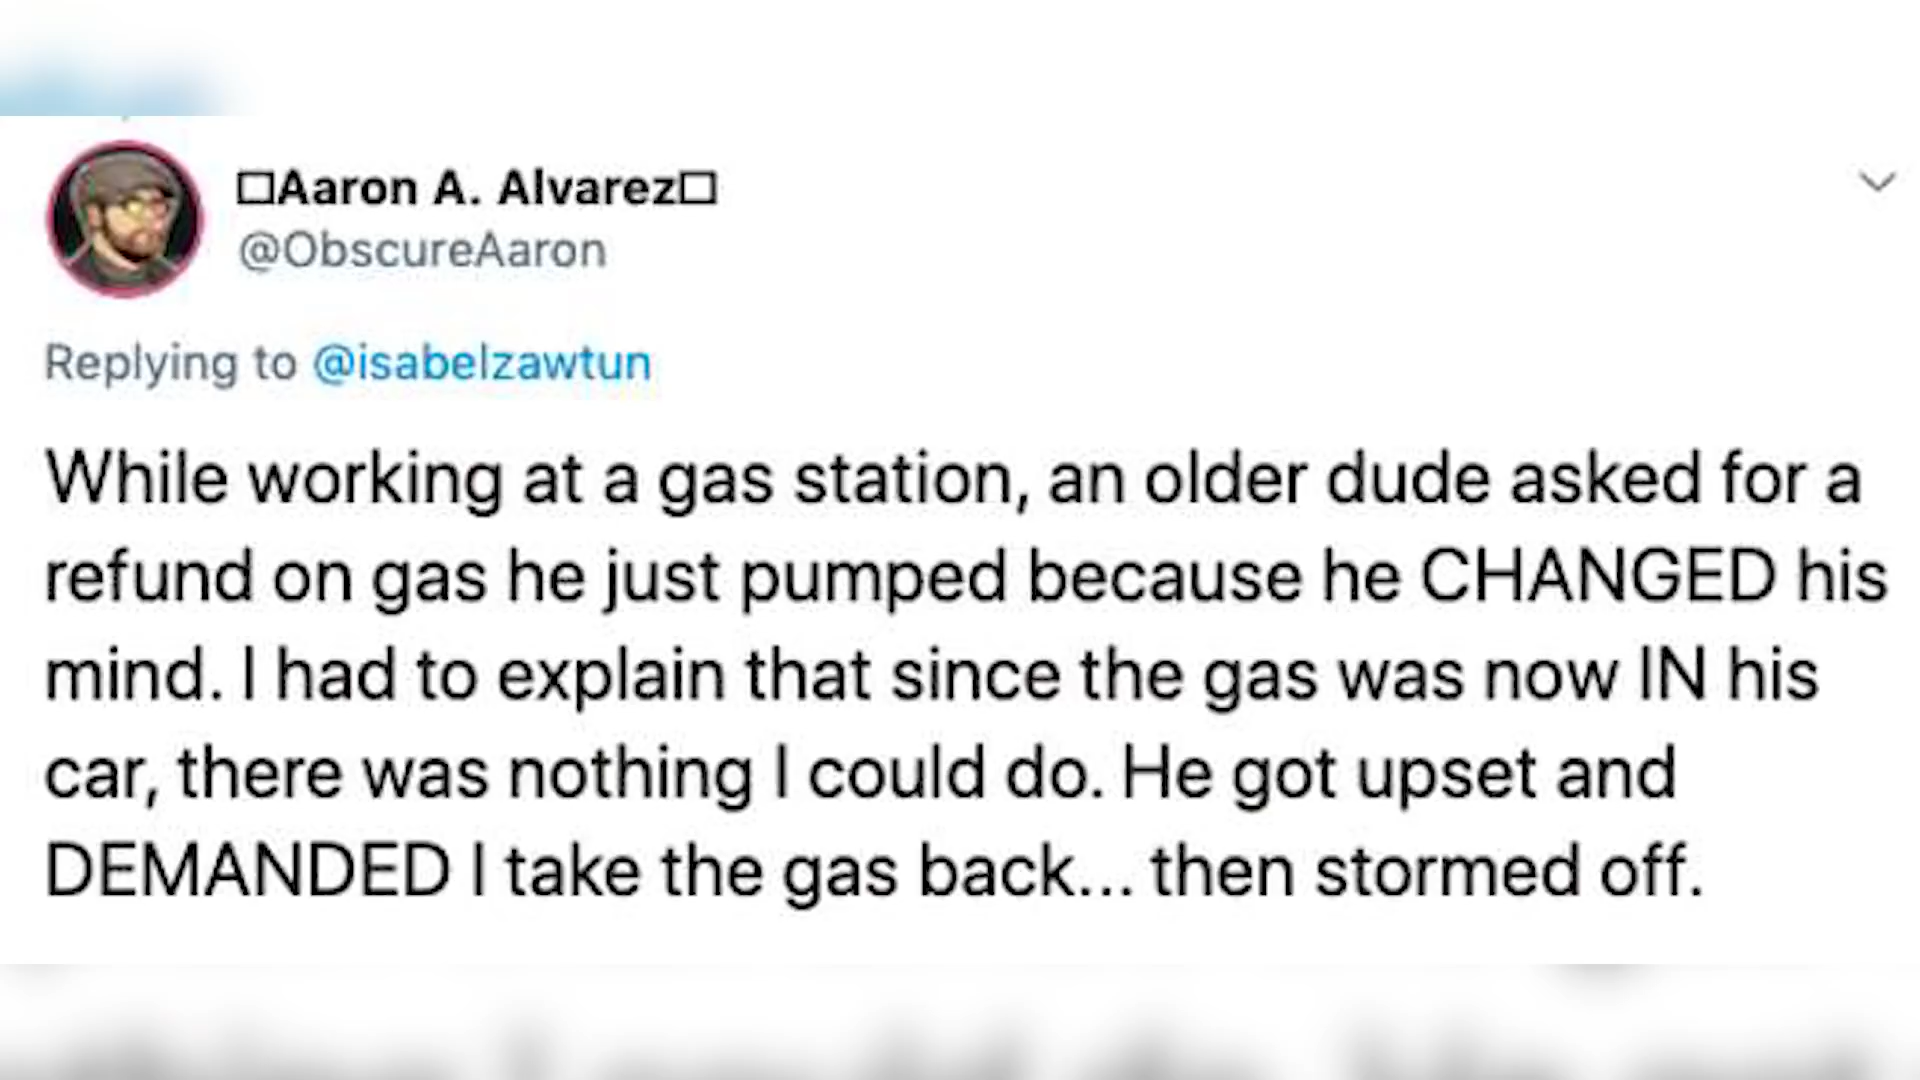 □Aaron A. Alvarez□
@ObscureAaron
Replying to @isabelzawtun
While working at a gas station, an older dude asked for a
refund on gas he just pumped because he CHANGED his
mind. I had to explain that since the gas was now IN his
car, there was nothing I could do. He got upset and
DEMANDED I take the gas back... then stormed off.